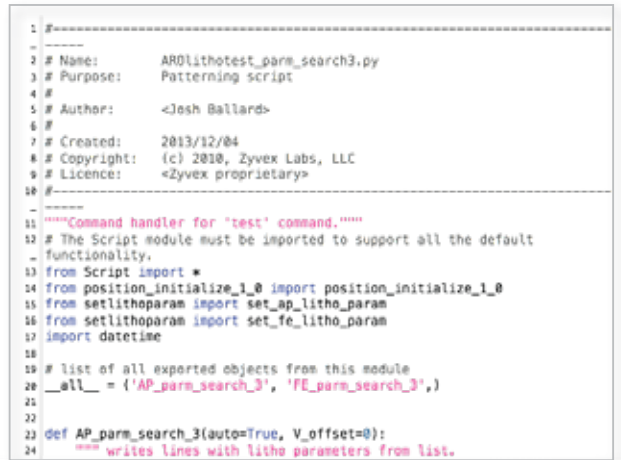 1 #--------------------------------------------------------------------------
_ -----
2 # Name:        AROlithotest_parm_search3.py
3 # Purpose:     Patterning script
4 #
5 # Author:      <Josh Ballard>
6 #
7 # Created:     2013/12/04
8 # Copyright:   (c) 2010, Zyvex Labs, LLC
9 # Licence:     <Zyvex proprietary>
10 #--------------------------------------------------------------------------
_ -----
11 """Command handler for 'test' command."""
12 # The Script module must be imported to support all the default
_ functionality.
13 from Script import *
14 from position_initialize_1_0 import position_initialize_1_0
15 from setlithoparam import set_ap_litho_param
16 from setlithoparam import set_fe_litho_param
17 import datetime
18
19 # list of all exported objects from this module
20 __all__ = ('AP_parm_search_3', 'FE_parm_search_3',)
21
22
23 def AP_parm_search_3(auto=True, V_offset=0):
24     """ writes lines with litho parameters from list.